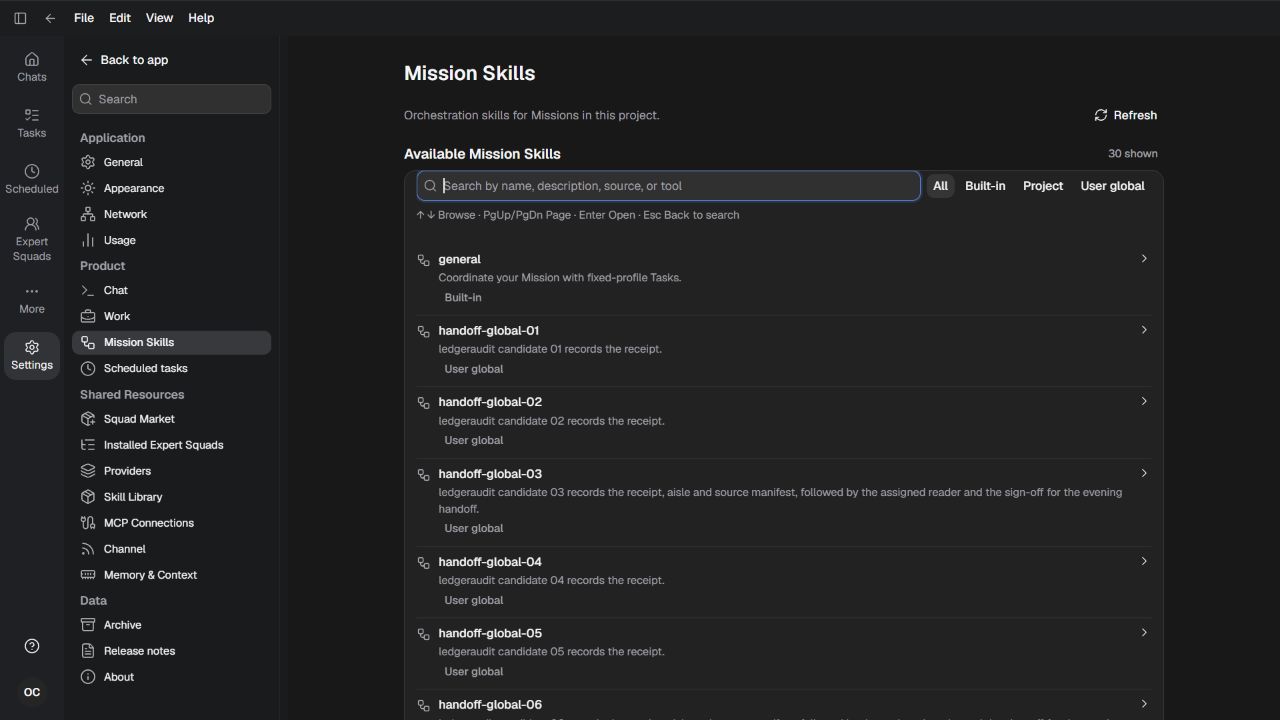 File Edit View Help
Chats
Tasks
Scheduled
Expert
Squads
More
Settings
OC
Back to app
Search
Application
General
Appearance
Network
Usage
Product
Chat
Work
Mission Skills
Scheduled tasks
Shared Resources
Squad Market
Installed Expert Squads
Providers
Skill Library
MCP Connections
Channel
Memory & Context
Data
Archive
Release notes
About
Mission Skills
Orchestration skills for Missions in this project.
Refresh
Available Mission Skills
30 shown
Search by name, description, source, or tool
All Built-in Project User global
↑↓ Browse · PgUp/PgDn Page · Enter Open · Esc Back to search
general
Coordinate your Mission with fixed-profile Tasks.
Built-in
handoff-global-01
ledgeraudit candidate 01 records the receipt.
User global
handoff-global-02
ledgeraudit candidate 02 records the receipt.
User global
handoff-global-03
ledgeraudit candidate 03 records the receipt, aisle and source manifest, followed by the assigned reader and the sign-off for the evening
handoff.
User global
handoff-global-04
ledgeraudit candidate 04 records the receipt.
User global
handoff-global-05
ledgeraudit candidate 05 records the receipt.
User global
handoff-global-06